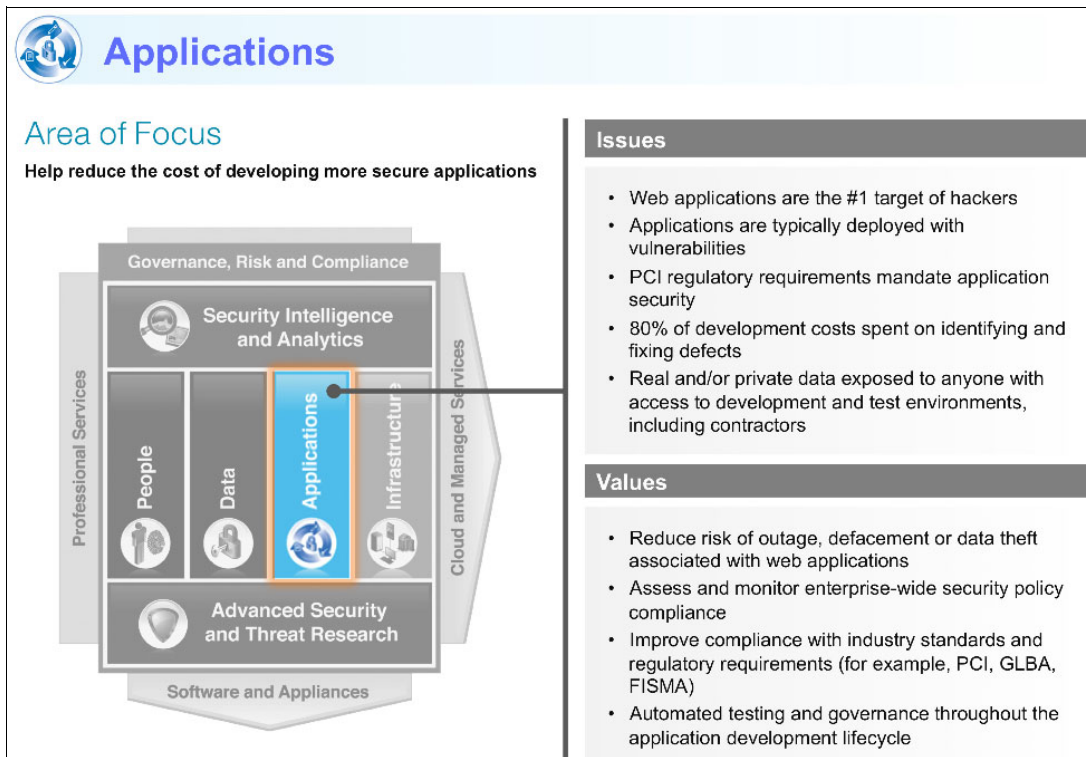 Applications
Area of Focus
Help reduce the cost of developing more secure applications
Governance, Risk and Compliance
Security Intelligence
and Analytics
Professional Services
People
Data
Applications
Infrastructure
Cloud and Managed Services
Advanced Security
and Threat Research
Software and Appliances
Issues
• Web applications are the #1 target of hackers
• Applications are typically deployed with
vulnerabilities
• PCI regulatory requirements mandate application
security
• 80% of development costs spent on identifying and
fixing defects
• Real and/or private data exposed to anyone with
access to development and test environments,
including contractors
Values
• Reduce risk of outage, defacement or data theft
associated with web applications
• Assess and monitor enterprise-wide security policy
compliance
• Improve compliance with industry standards and
regulatory requirements (for example, PCI, GLBA,
FISMA)
• Automated testing and governance throughout the
application development lifecycle